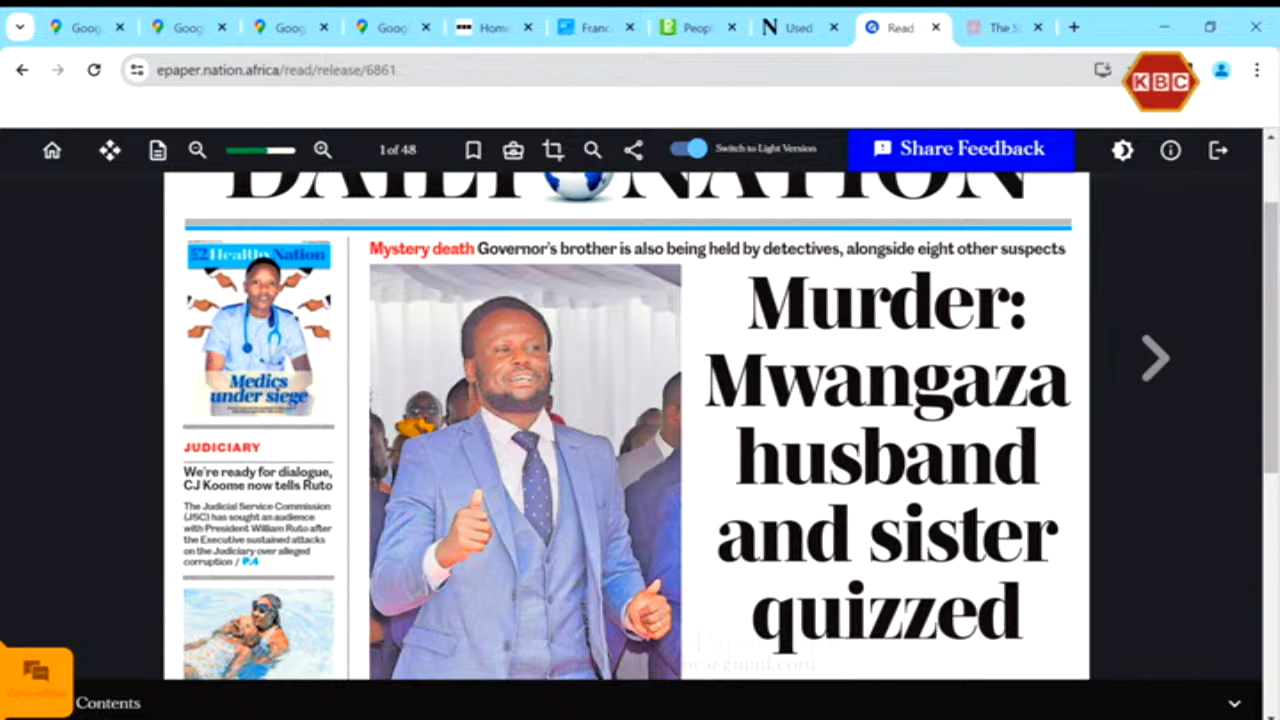 Goog
Goog
Goog
Goog
Home
Franc
Peopl
Used
Read
The S
epaper.nation.africa/read/release/6861
KBC
1 of 48
Switch to Light Version
Share Feedback
DAILY NATION
Healthy Nation
Medics
under siege
JUDICIARY
We're ready for dialogue,
CJ Koome now tells Ruto
The Judicial Service Commission
(JSC) has sought an audience
with President William Ruto after
the Executive sustained attacks
on the Judiciary over alleged
corruption / P.4
Mystery death Governor's brother is also being held by detectives, alongside eight other suspects
Murder:
Mwangaza
husband
and sister
quizzed
Contents